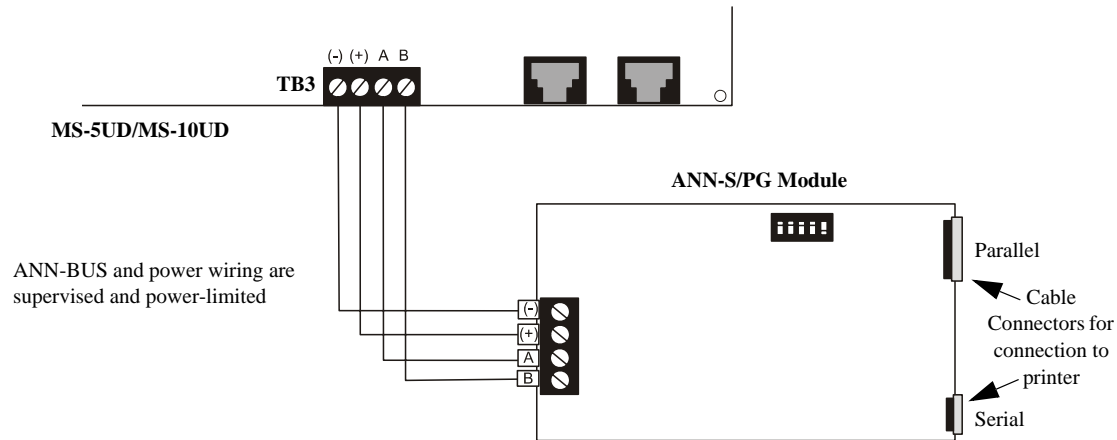 (-) (+) A B
TB3
MS-5UD/MS-10UD
ANN-S/PG Module
ANN-BUS and power wiring are
supervised and power-limited
(-)
(+)
A
B
Parallel
Cable
Connectors for
connection to
printer
Serial